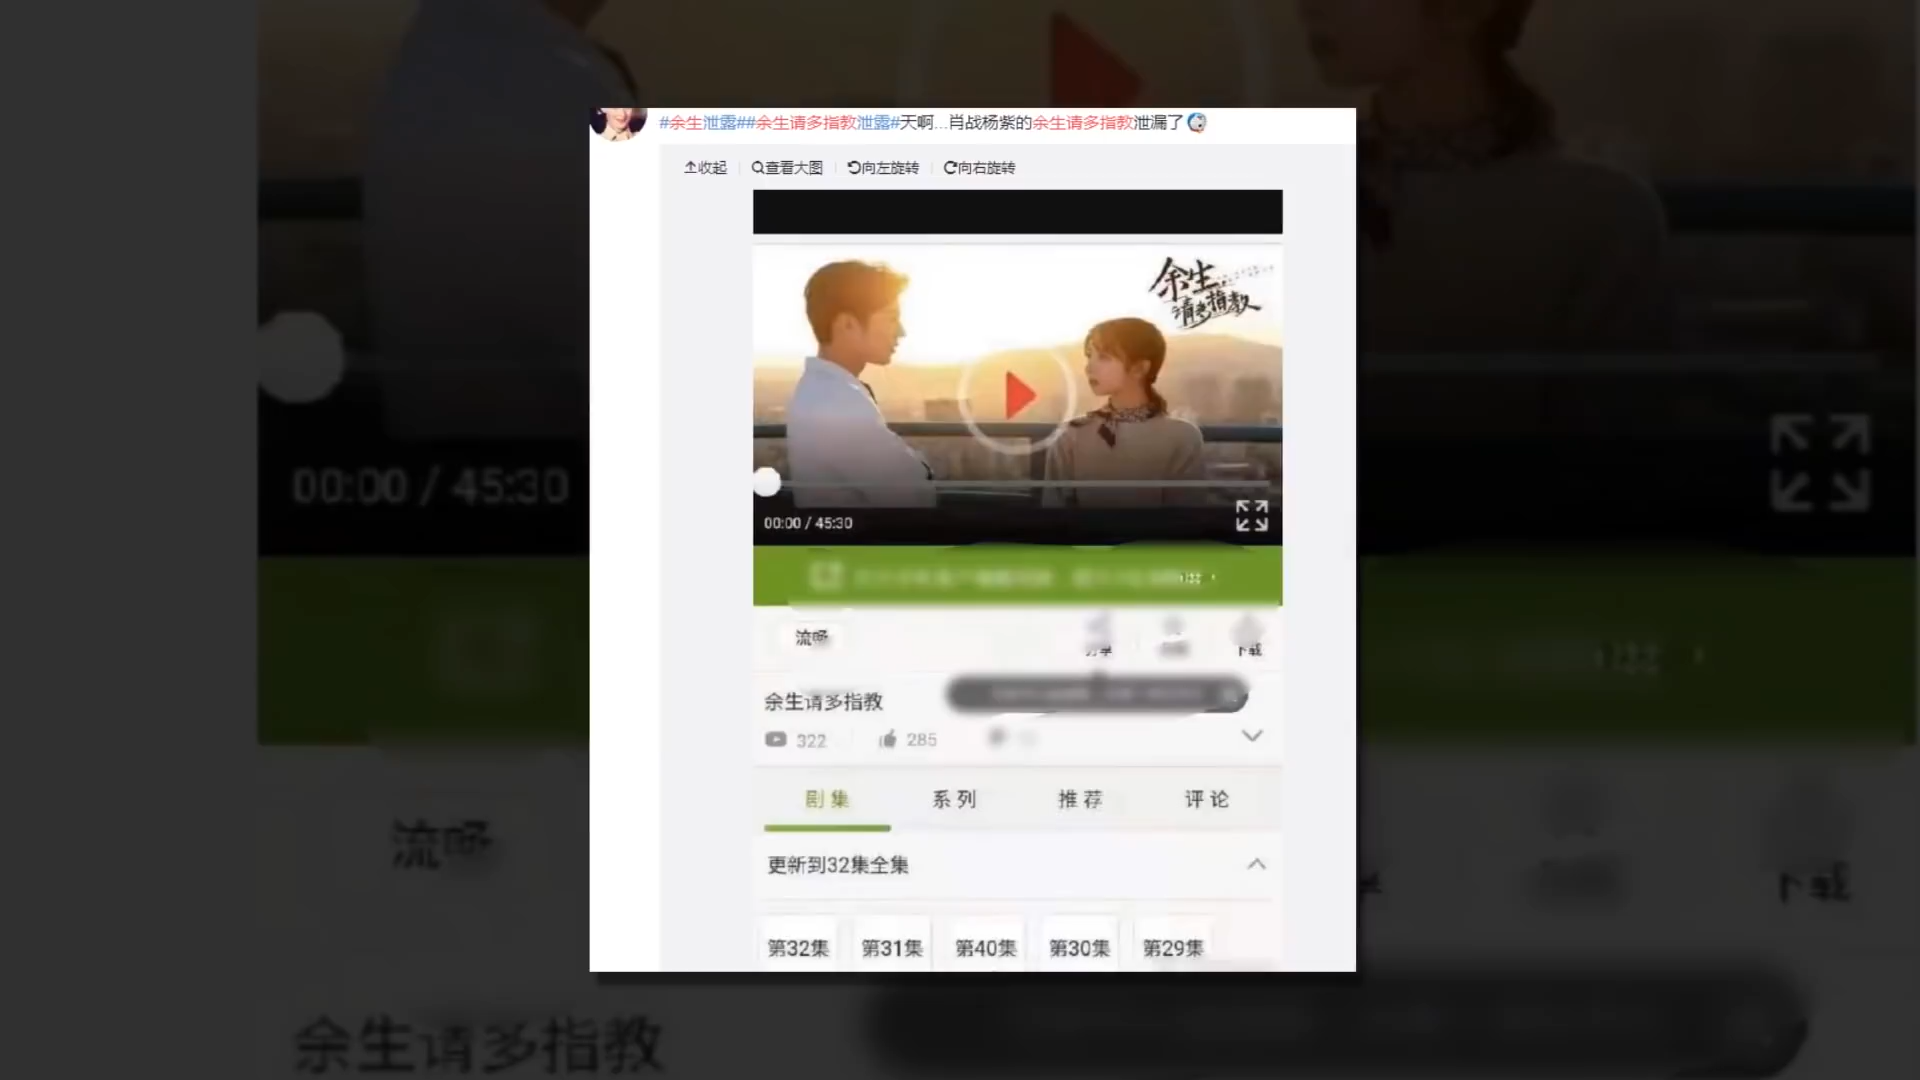 #余生泄露##余生请多指教泄露#天啊...肖战杨紫的余生请多指教泄漏了
收起 查看大图 向左旋转 向右旋转
余生
请多指教
00:00 / 45:30
流畅
分享
下载
余生请多指教
322 285
剧集 系列 推荐 评论
更新到32集全集
第32集 第31集 第40集 第30集 第29集
00:00 / 45:30
流畅
下载
余生请多指教